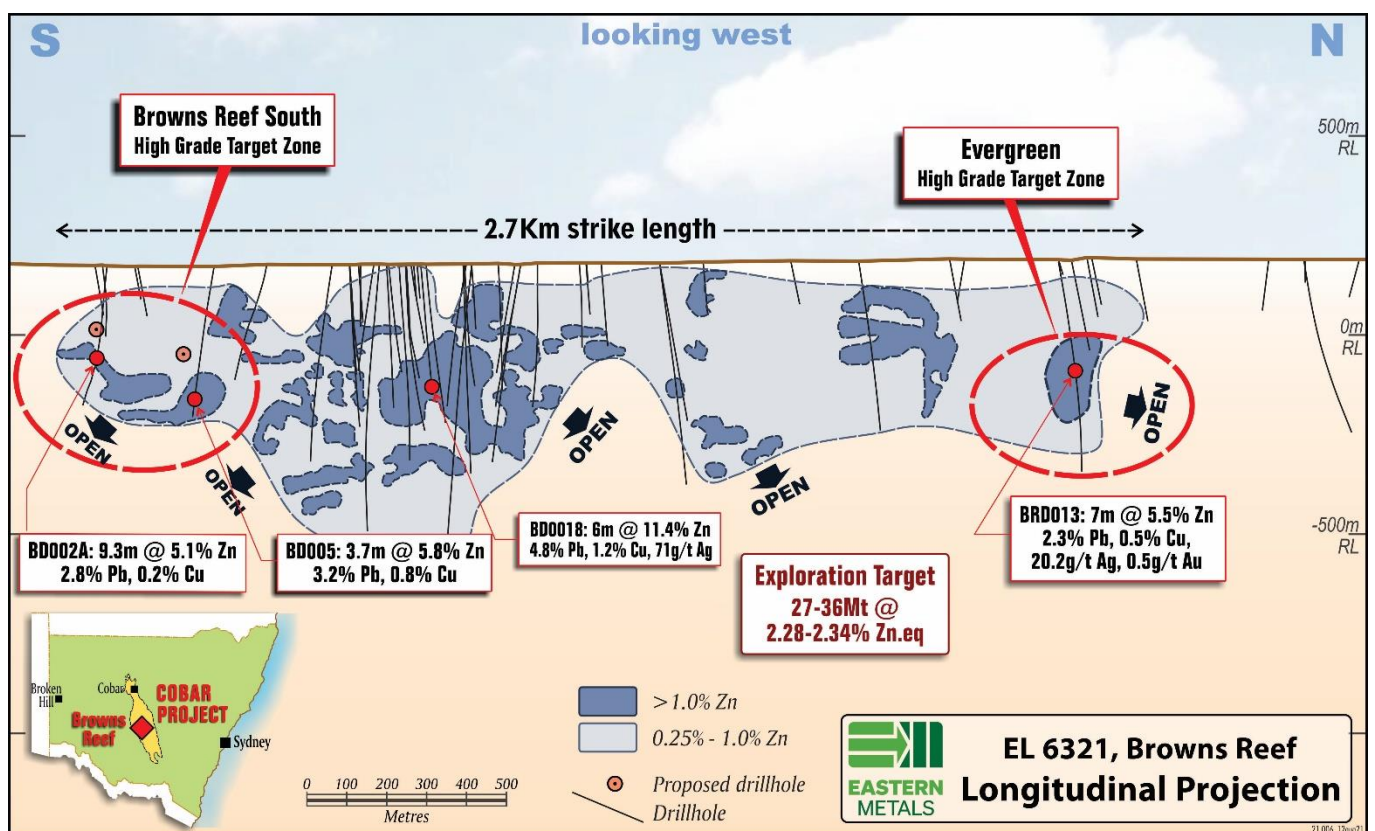 S
looking west
N
Browns Reef South
High Grade Target Zone
500m
RL
Evergreen
High Grade Target Zone
2.7Km strike length
0m
RL
OPEN
OPEN
OPEN
OPEN
OPEN
-500m
RL
BD002A: 9.3m @ 5.1% Zn
2.8% Pb, 0.2% Cu
BD005: 3.7m @ 5.8% Zn
3.2% Pb, 0.8% Cu
BD0018: 6m @ 11.4% Zn
4.8% Pb, 1.2% Cu, 71g/t Ag
BRD013: 7m @ 5.5% Zn
2.3% Pb, 0.5% Cu,
20.2g/t Ag, 0.5g/t Au
Exploration Target
27-36Mt @
2.28-2.34% Zn.eq
Broken
Hill
Cobar
COBAR
PROJECT
Browns
Reef
Sydney
0 100 200 300 400 500
Metres
>1.0% Zn
0.25% - 1.0% Zn
Proposed drillhole
Drillhole
EASTERN
METALS
EL 6321, Browns Reef
Longitudinal Projection